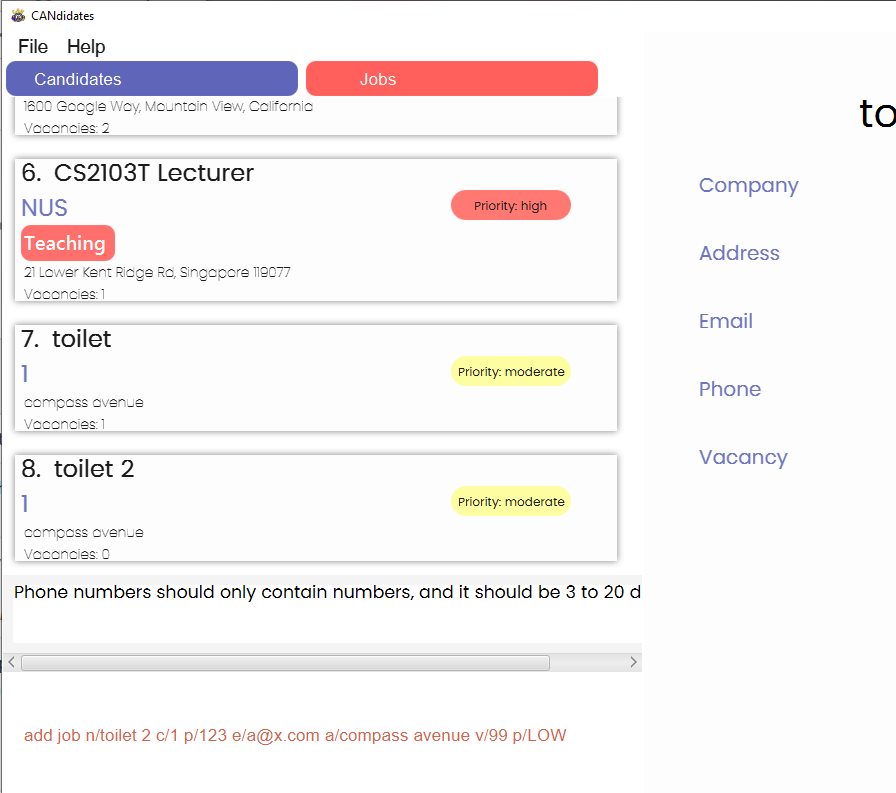 CANdidates
File Help
Candidates Jobs
1600 Google Way, Mountain View, California
Vacancies: 2
6. CS2103T Lecturer
NUS
Priority: high
Teaching
21 Lower Kent Ridge Rd, Singapore 119077
Vacancies: 1
7. toilet
1
Priority: moderate
compass avenue
Vacancies: 1
8. toilet 2
1
Priority: moderate
compass avenue
Vacancies: 0
Phone numbers should only contain numbers, and it should be 3 to 20 d
add job n/toilet 2 c/1 p/123 e/a@x.com a/compass avenue v/99 p/LOW
to
Company
Address
Email
Phone
Vacancy